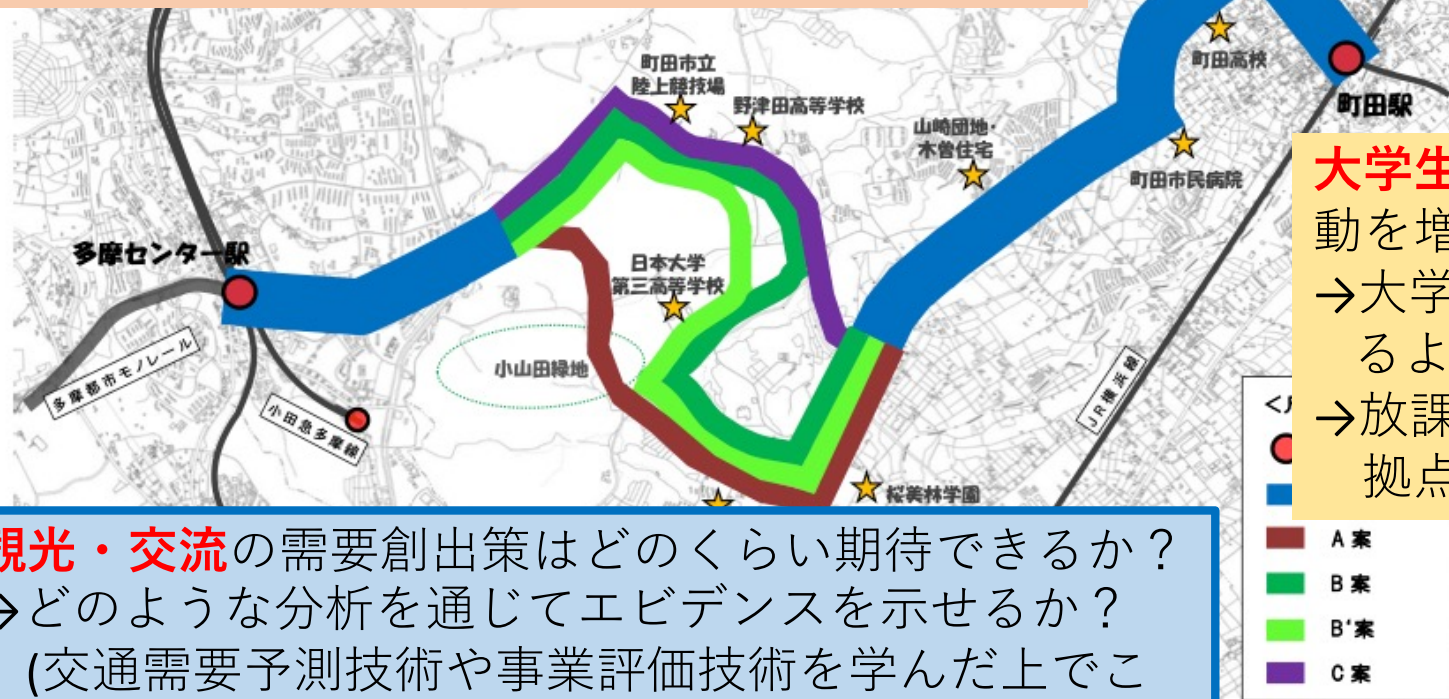 町田市立
陸上競技場
野津田高等学校
山崎団地・
木曽住宅
町田高校
町田駅
町田市民病院
多摩センター駅
日本大学
第三高等学校
小山田緑地
多摩都市モノレール
小田急多摩線
JR横浜線
桜美林学園
大学生
動を増
→大学
るよ
→放課
拠点
A案
B案
B'案
C案
観光・交流の需要創出策はどのくらい期待できるか？
→どのような分析を通じてエビデンスを示せるか？
(交通需要予測技術や事業評価技術を学んだ上でこ